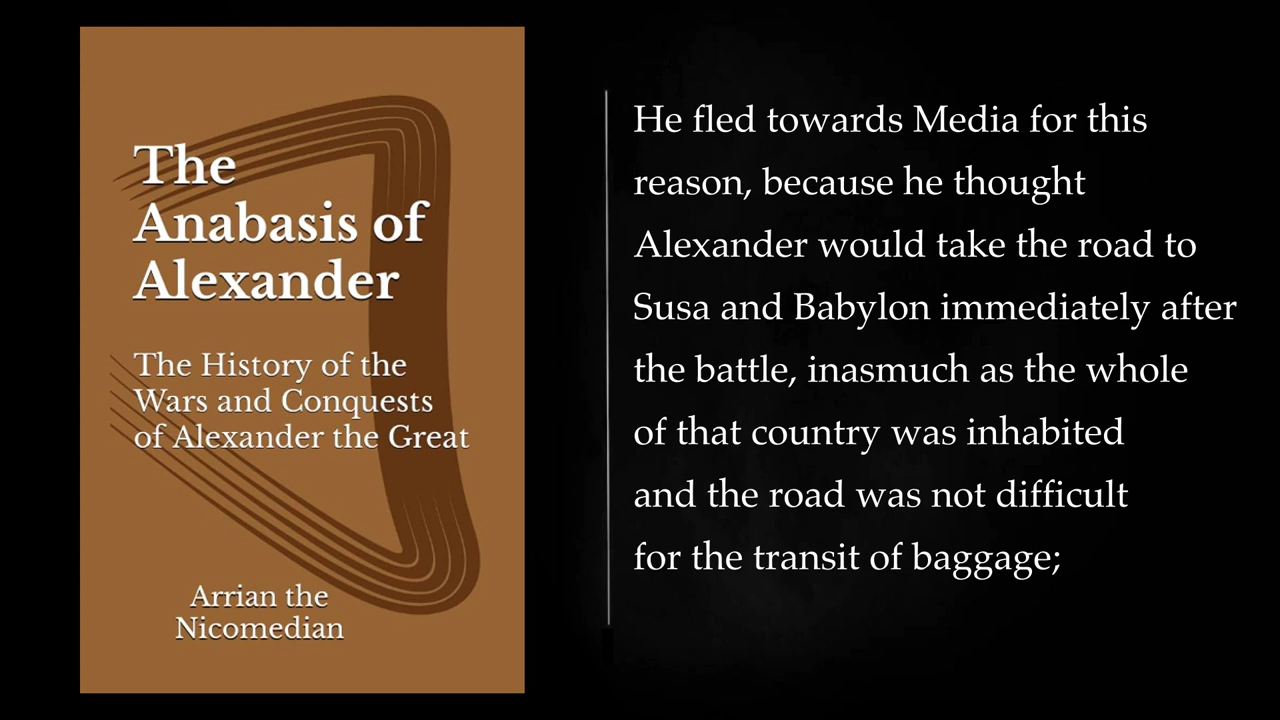 The
Anabasis of
Alexander
The History of the
Wars and Conquests
of Alexander the Great
Arrian the
Nicomedian
He fled towards Media for this
reason, because he thought
Alexander would take the road to
Susa and Babylon immediately after
the battle, inasmuch as the whole
of that country was inhabited
and the road was not difficult
for the transit of baggage;